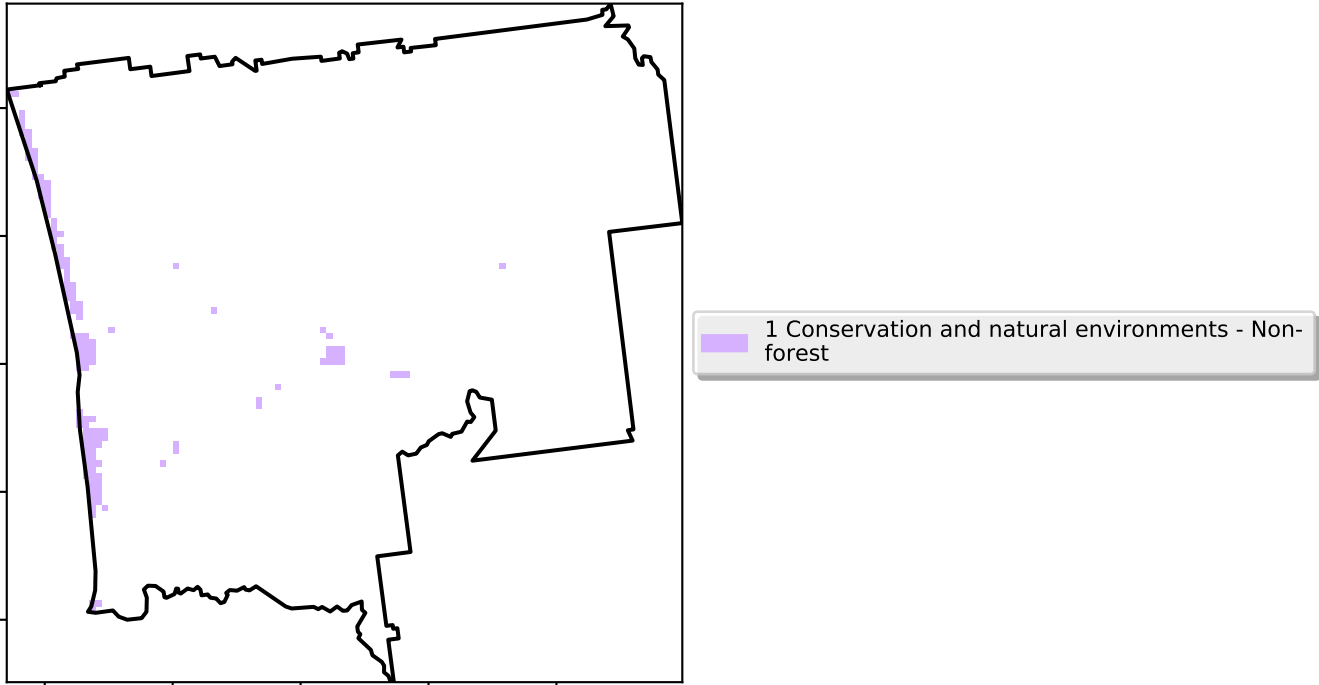 1 Conservation and natural environments - Non-
forest